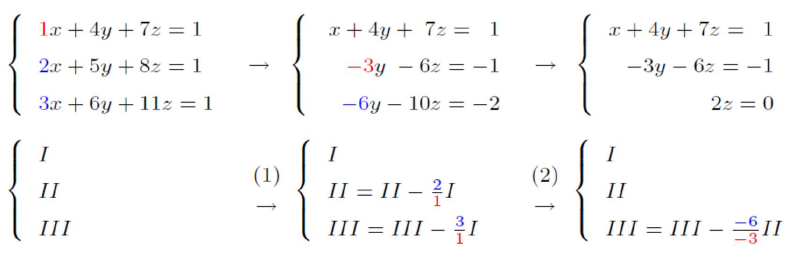 1x + 4y + 7z = 1 x + 4y + 7z = 1 x + 4y + 7z = 1
2x + 5y + 8z = 1 → −3y − 6z = −1 → −3y − 6z = −1
3x + 6y + 11z = 1 −6y − 10z = −2 2z = 0
I I I
II (1) → II = II − 2/1 I (2) → II
III III = III − 3/1 I III = III − −6/−3 II